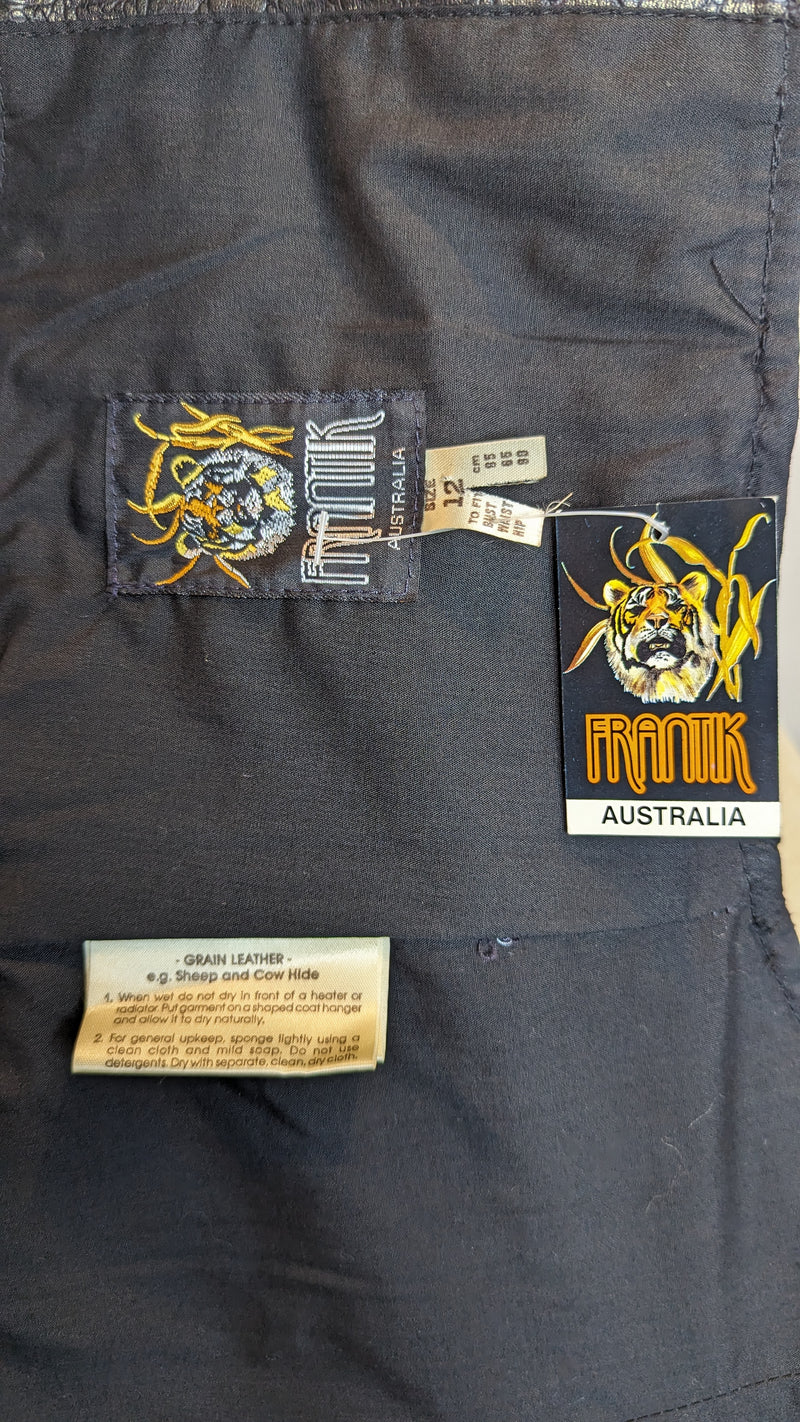 FRANTIK
AUSTRALIA
SIZE
12
TO FIT cm
BUST 85
WAIST 65
HIP 90
FRANTIK
AUSTRALIA
- GRAIN LEATHER -
e.g. Sheep and Cow Hide
1. When wet do not dry in front of a heater or
radiator. Put garment on a shaped coat hanger
and allow it to dry naturally.
2. For general upkeep, sponge lightly using a
clean cloth and mild soap. Do not use
detergents. Dry with separate, clean, dry cloth.